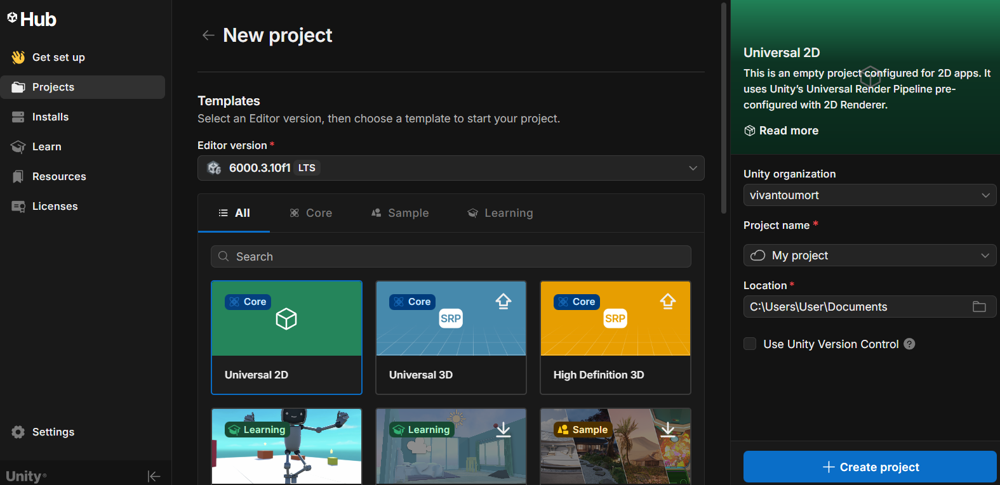 Hub
Get set up
Projects
Installs
Learn
Resources
Licenses
Settings
Unity®
New project
Templates
Select an Editor version, then choose a template to start your project.
Editor version *
6000.3.10f1 LTS
All Core Sample Learning
Search
Core
Universal 2D
Core
SRP
Universal 3D
Core
SRP
High Definition 3D
Learning
Learning
Sample
Universal 2D
This is an empty project configured for 2D apps. It
uses Unity’s Universal Render Pipeline pre-
configured with 2D Renderer.
Read more
Unity organization
vivantoumort
Project name *
My project
Location *
C:\Users\User\Documents
Use Unity Version Control ?
Create project